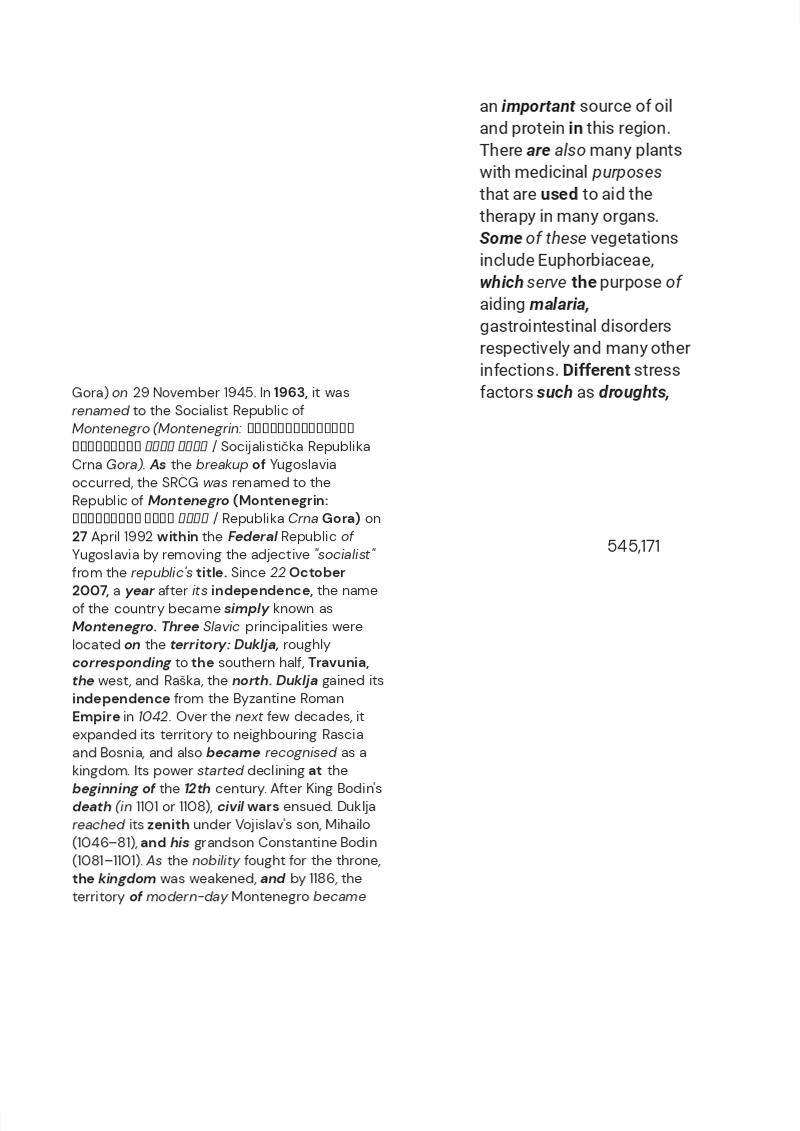 an important source of oil
and protein in this region.
There are also many plants
with medicinal purposes
that are used to aid the
therapy in many organs.
Some of these vegetations
include Euphorbiaceae,
which serve the purpose of
aiding malaria,
gastrointestinal disorders
respectively and many other
infections. Different stress
factors such as droughts,
Gora) on 29 November 1945. In 1963, it was
renamed to the Socialist Republic of
Montenegro (Montenegrin:
/ Socijalistička Republika
Crna Gora). As the breakup of Yugoslavia
occurred, the SRCG was renamed to the
Republic of Montenegro (Montenegrin:
/ Republika Crna Gora) on
27 April 1992 within the Federal Republic of
Yugoslavia by removing the adjective "socialist"
from the republic's title. Since 22 October
2007, a year after its independence, the name
of the country became simply known as
Montenegro. Three Slavic principalities were
located on the territory: Duklja, roughly
corresponding to the southern half, Travunia,
the west, and Raška, the north. Duklja gained its
independence from the Byzantine Roman
Empire in 1042. Over the next few decades, it
expanded its territory to neighbouring Rascia
and Bosnia, and also became recognised as a
kingdom. Its power started declining at the
beginning of the 12th century. After King Bodin's
death (in 1101 or 1108), civil wars ensued. Duklja
reached its zenith under Vojislav's son, Mihailo
(1046–81), and his grandson Constantine Bodin
(1081–1101). As the nobility fought for the throne,
the kingdom was weakened, and by 1186, the
territory of modern-day Montenegro became
545,171